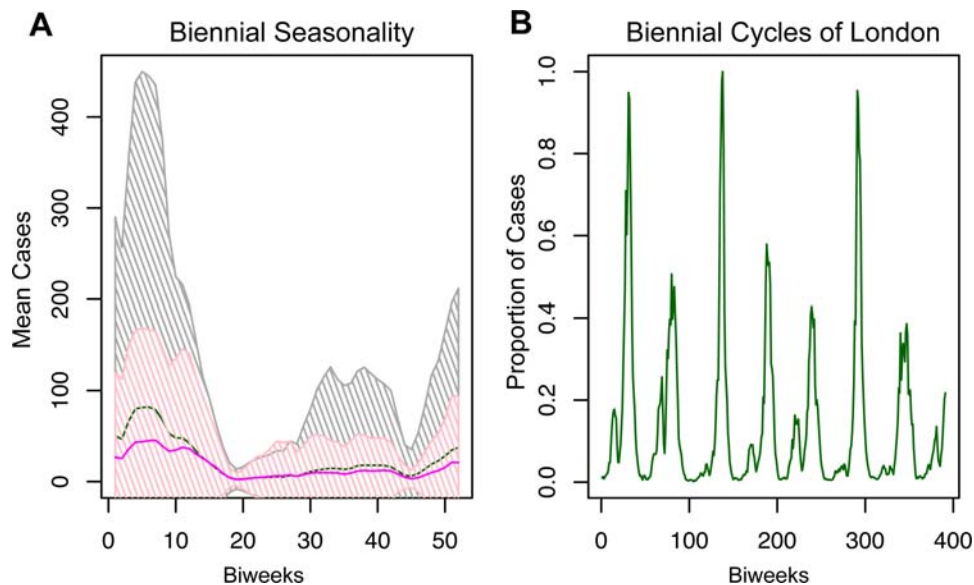 A
Biennial Seasonality
Mean Cases
0 100 200 300 400
0 10 20 30 40 50
Biweeks
B
Biennial Cycles of London
Proportion of Cases
0.0 0.2 0.4 0.6 0.8 1.0
0 100 200 300 400
Biweeks